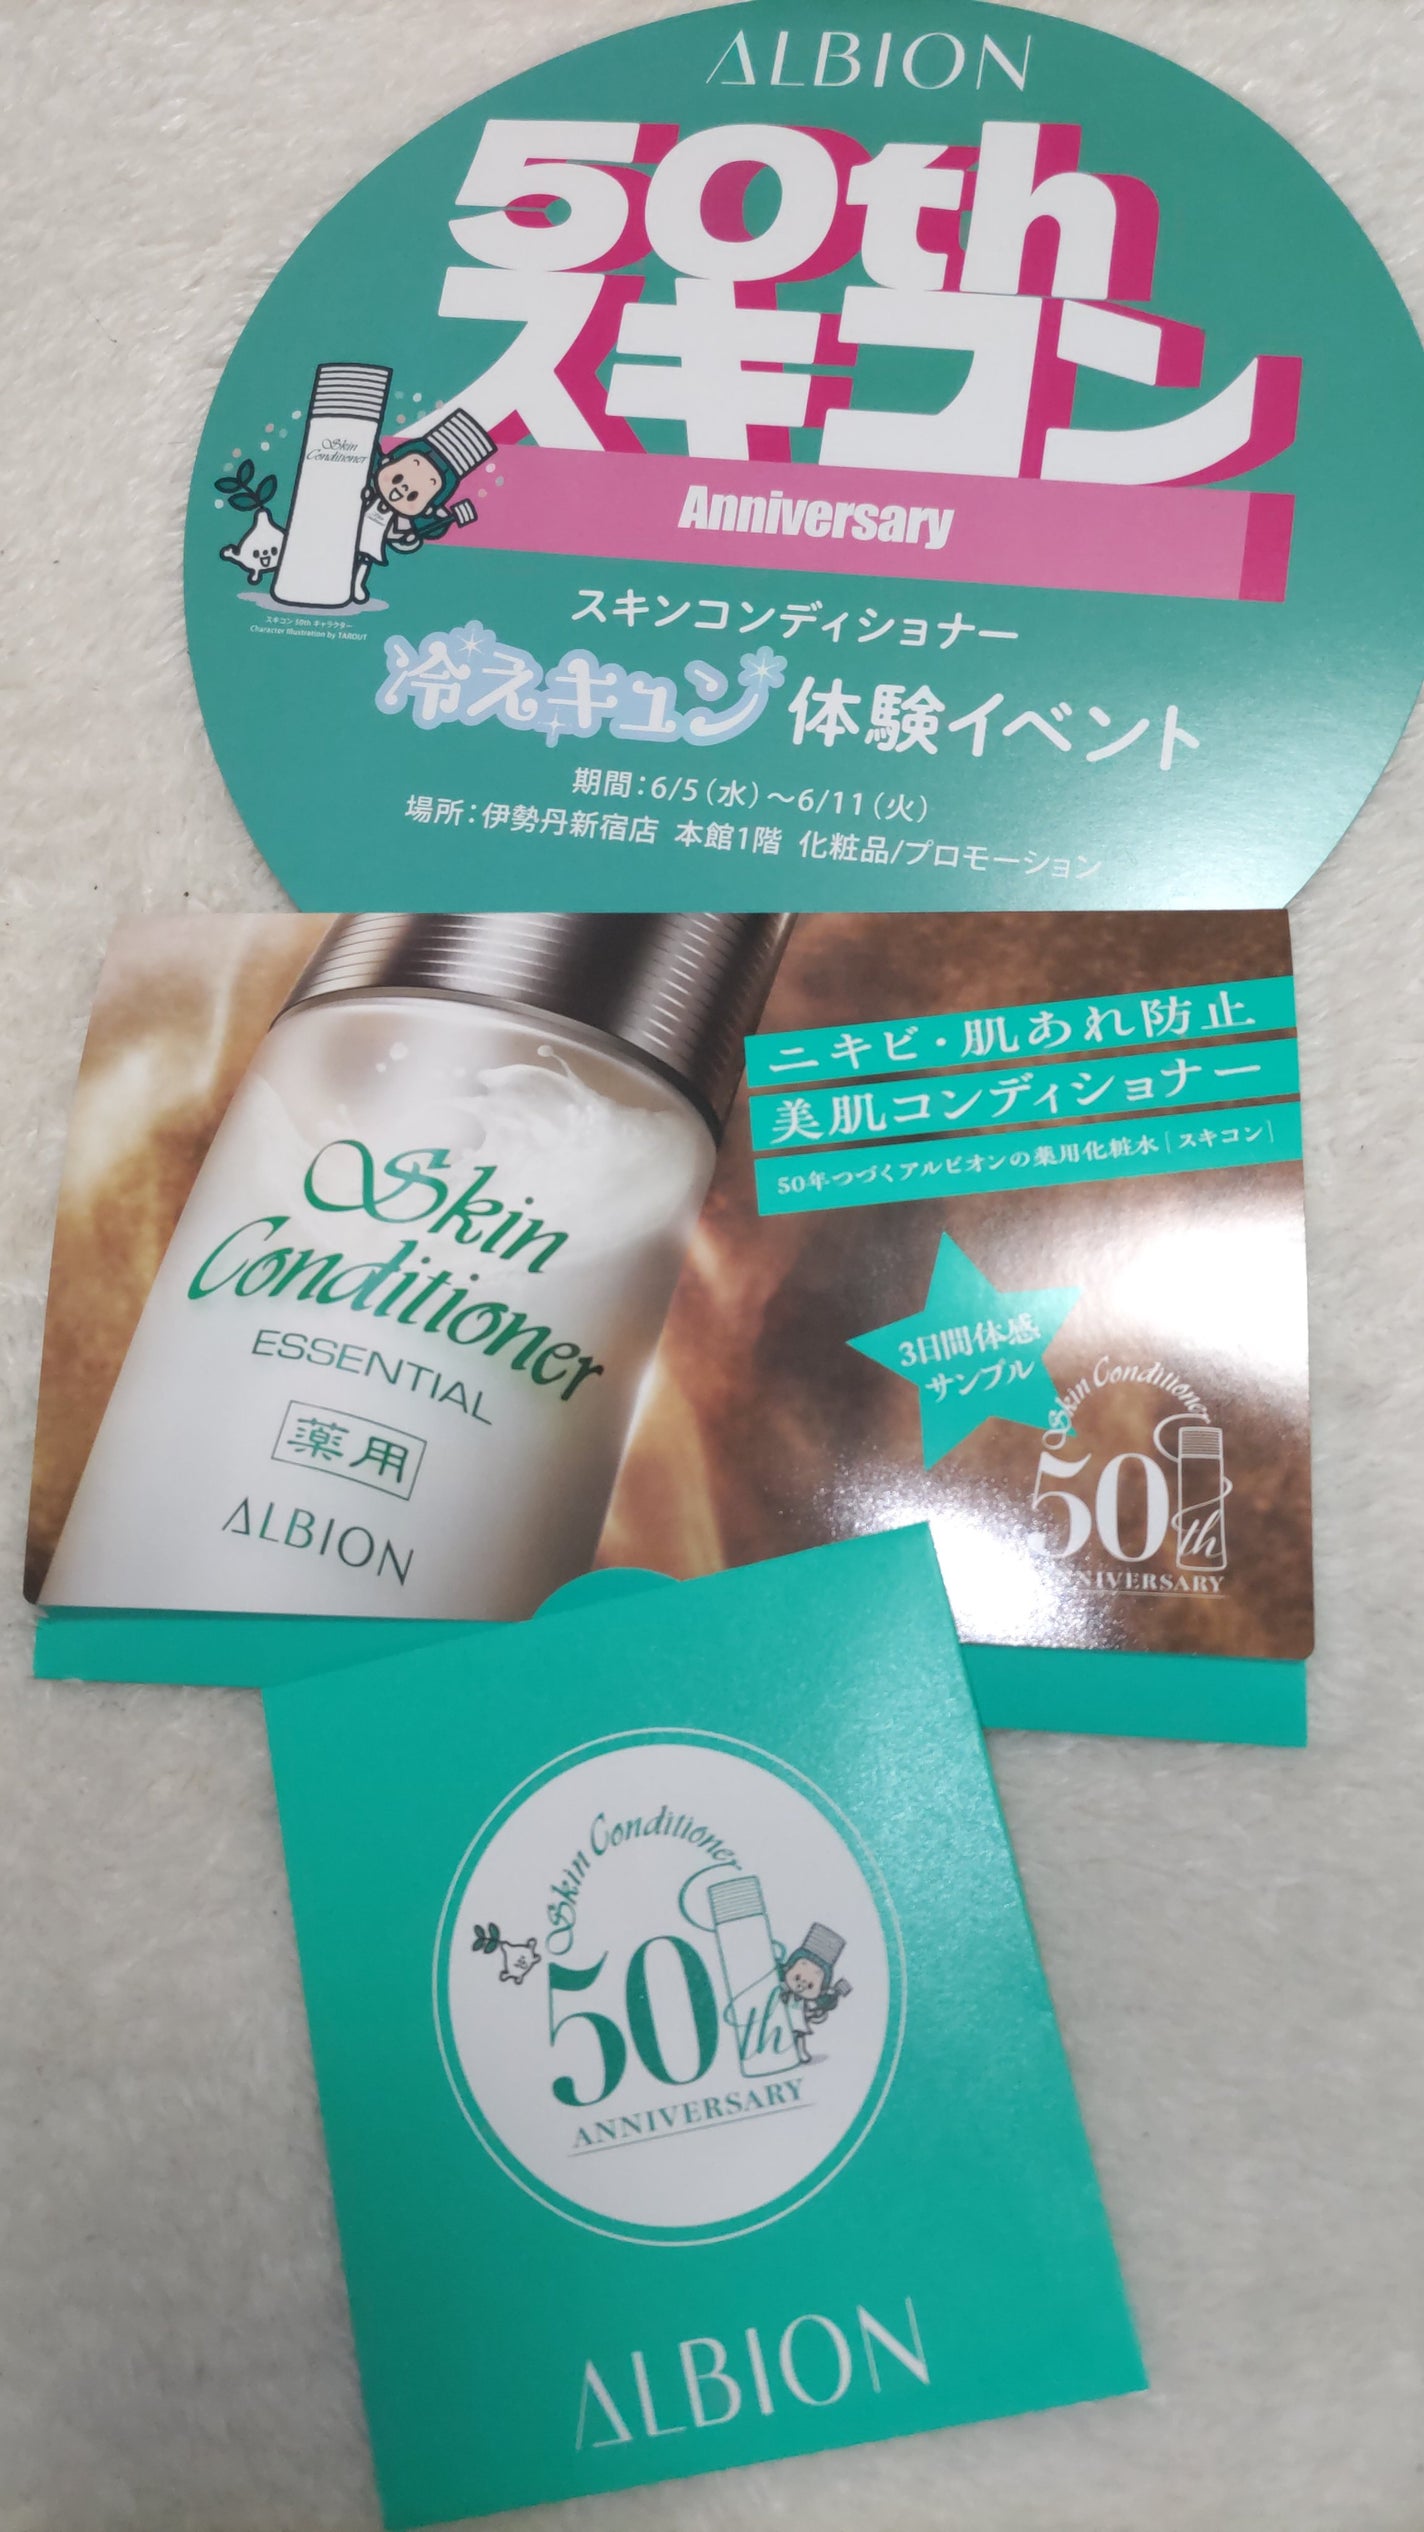 ALBION
50th
スキコン
Anniversary
Skin
Conditioner
スキコン 50th キャラクター
Character Illustration by TAROUT
スキンコンディショナー
冷えキュン 体験イベント
期間：6/5（水）～6/11（火）
場所：伊勢丹新宿店 本館1階 化粧品/プロモーション
Skin
Conditioner
ESSENTIAL
薬用
ALBION
ニキビ・肌あれ防止
美肌コンディショナー
50年つづくアルビオンの薬用化粧水［スキコン］
3日間体感
サンプル
Skin Conditioner
50th
ANNIVERSARY
Skin Conditioner
50th
ANNIVERSARY
ALBION